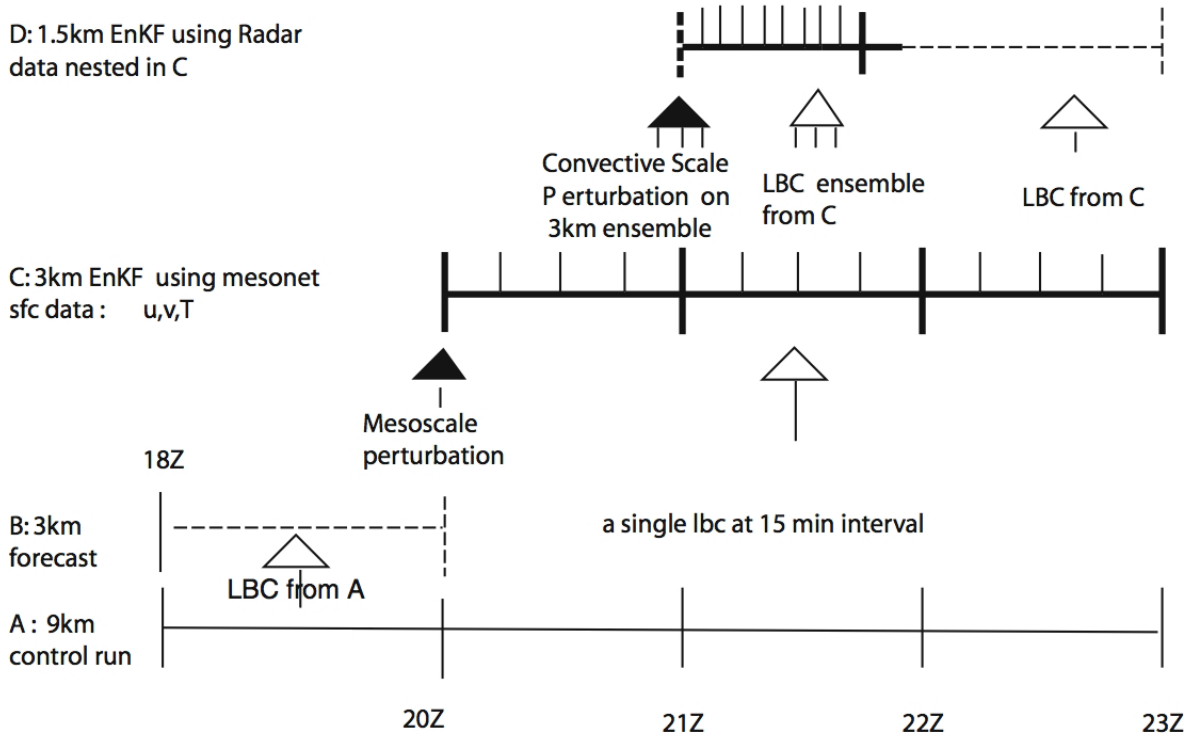 D: 1.5km EnKF using Radar
data nested in C
Convective Scale
P erturbation on
3km ensemble
LBC ensemble
from C
LBC from C
C: 3km EnKF using mesonet
sfc data : u,v,T
Mesoscale
perturbation
18Z
B: 3km
forecast
LBC from A
a single lbc at 15 min interval
A : 9km
control run
20Z
21Z
22Z
23Z